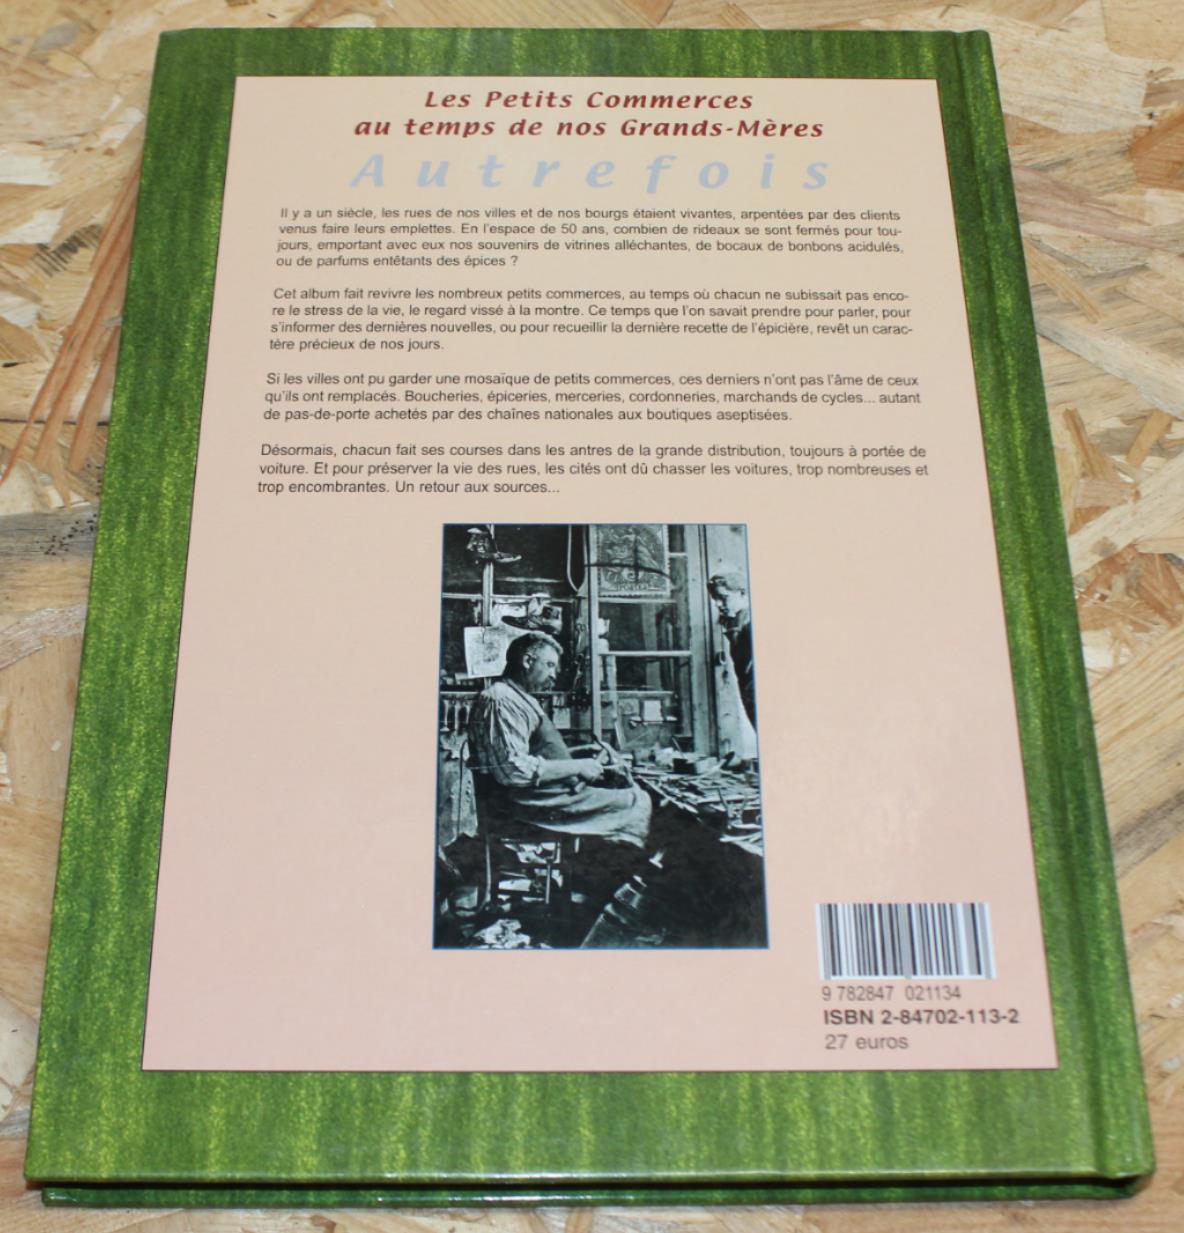 Les Petits Commerces
au temps de nos Grands-Mères
Autrefois
Il y a un siècle, les rues de nos villes et de nos bourgs étaient vivantes, arpentées par des clients
venus faire leurs emplettes. En l'espace de 50 ans, combien de rideaux se sont fermés pour tou-
jours, emportant avec eux nos souvenirs de vitrines alléchantes, de bocaux de bonbons acidulés,
ou de parfums entêtants des épices ?
Cet album fait revivre les nombreux petits commerces, au temps où chacun ne subissait pas enco-
re le stress de la vie, le regard vissé à la montre. Ce temps que l'on savait prendre pour parler, pour
s'informer des dernières nouvelles, ou pour recueillir la dernière recette de l'épicière, revêt un carac-
tère précieux de nos jours.
Si les villes ont pu garder une mosaïque de petits commerces, ces derniers n'ont pas l'âme de ceux
qu'ils ont remplacés. Boucheries, épiceries, merceries, cordonneries, marchands de cycles... autant
de pas-de-porte achetés par des chaînes nationales aux boutiques aseptisées.
Désormais, chacun fait ses courses dans les antres de la grande distribution, toujours à portée de
voiture. Et pour préserver la vie des rues, les cités ont dû chasser les voitures, trop nombreuses et
trop encombrantes. Un retour aux sources...
9 782847 021134
ISBN 2-84702-113-2
27 euros